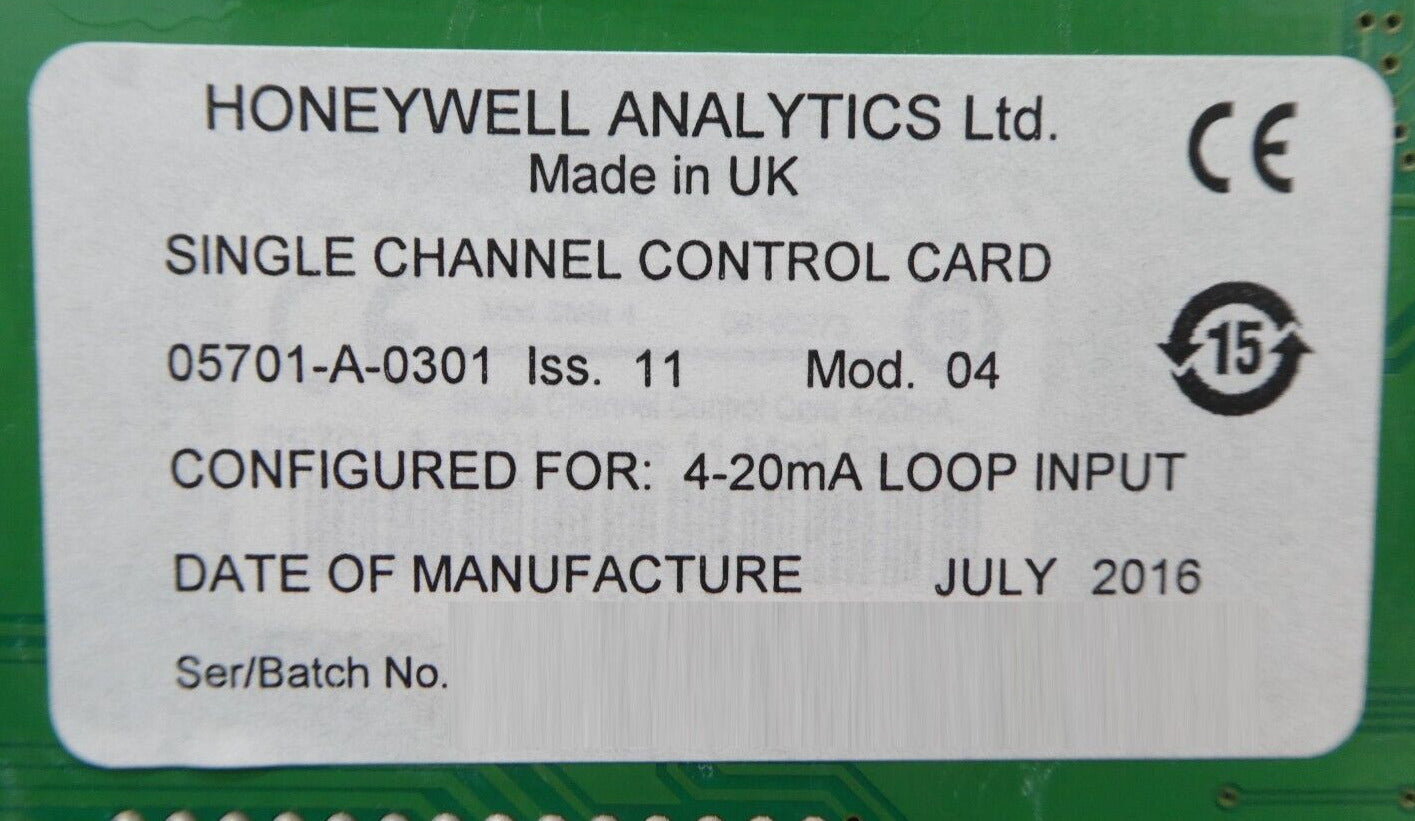 HONEYWELL ANALYTICS Ltd.
CE
Made in UK
SINGLE CHANNEL CONTROL CARD
05701-A-0301 Iss. 11 Mod. 04
15
CONFIGURED FOR: 4-20mA LOOP INPUT
DATE OF MANUFACTURE JULY 2016
Ser/Batch No.